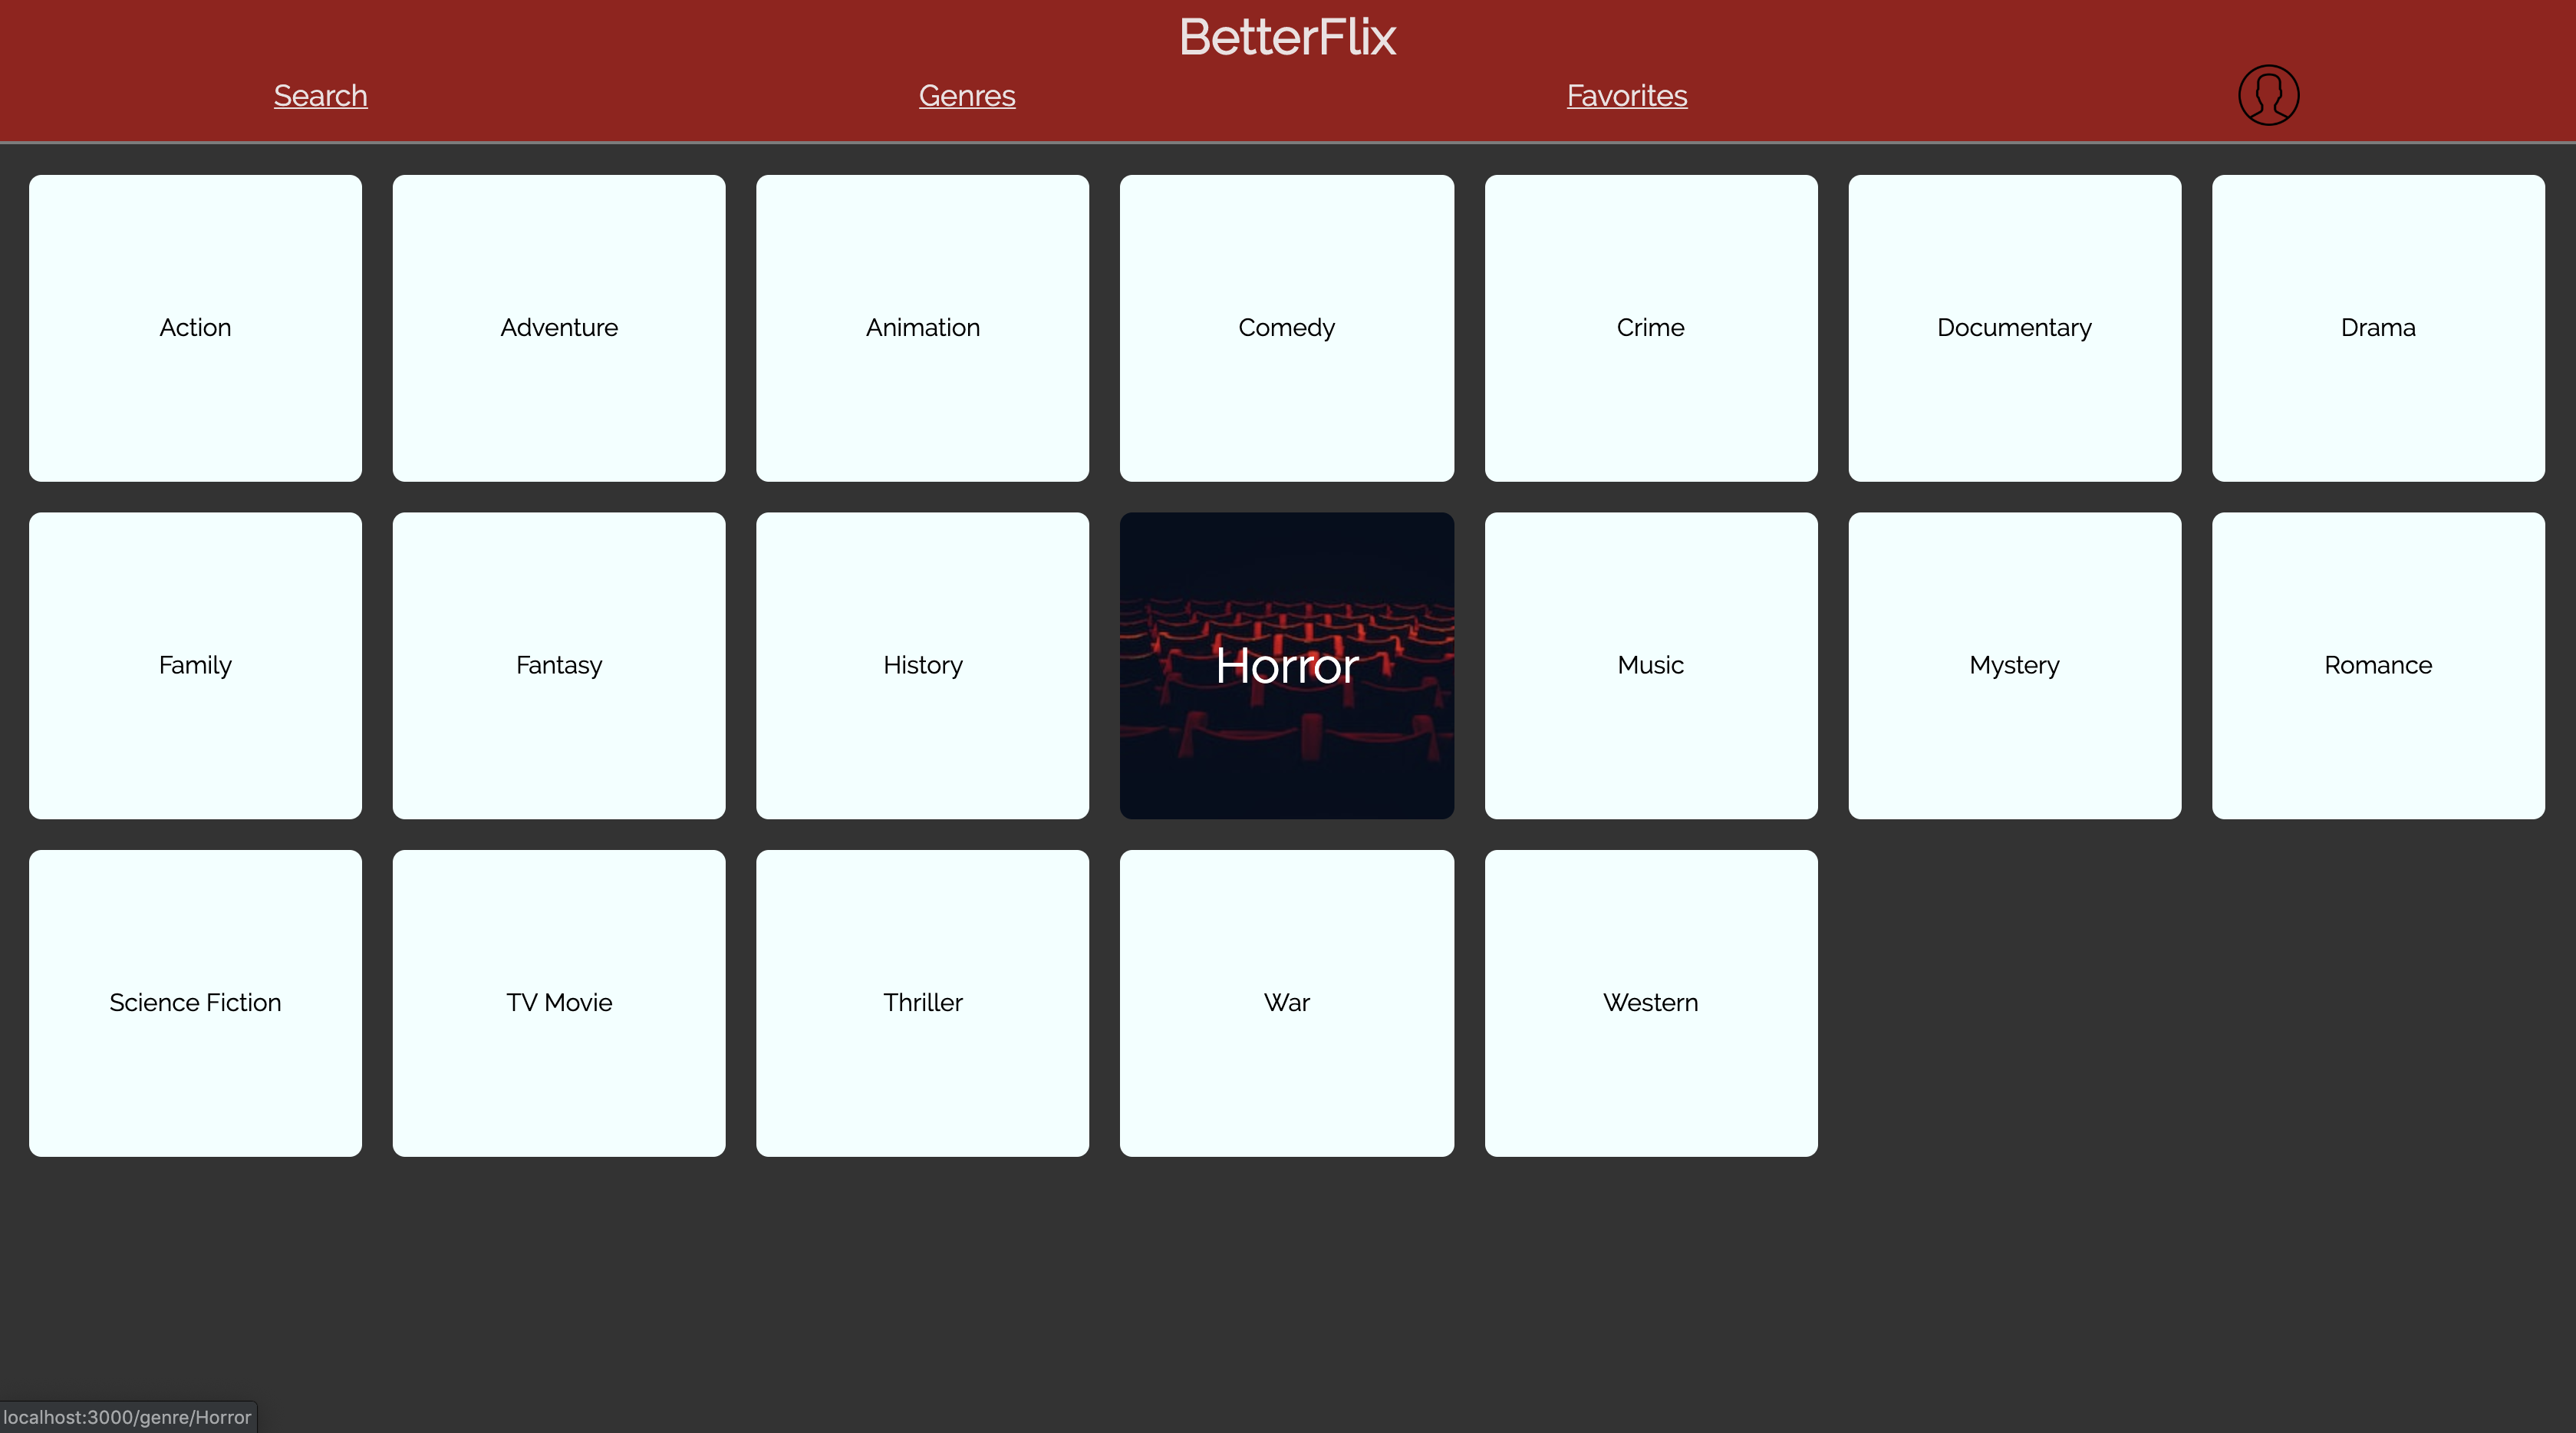 BetterFlix
Search Genres Favorites
Action Adventure Animation Comedy Crime Documentary Drama
Family Fantasy History Horror Music Mystery Romance
Science Fiction TV Movie Thriller War Western
localhost:3000/genre/Horror